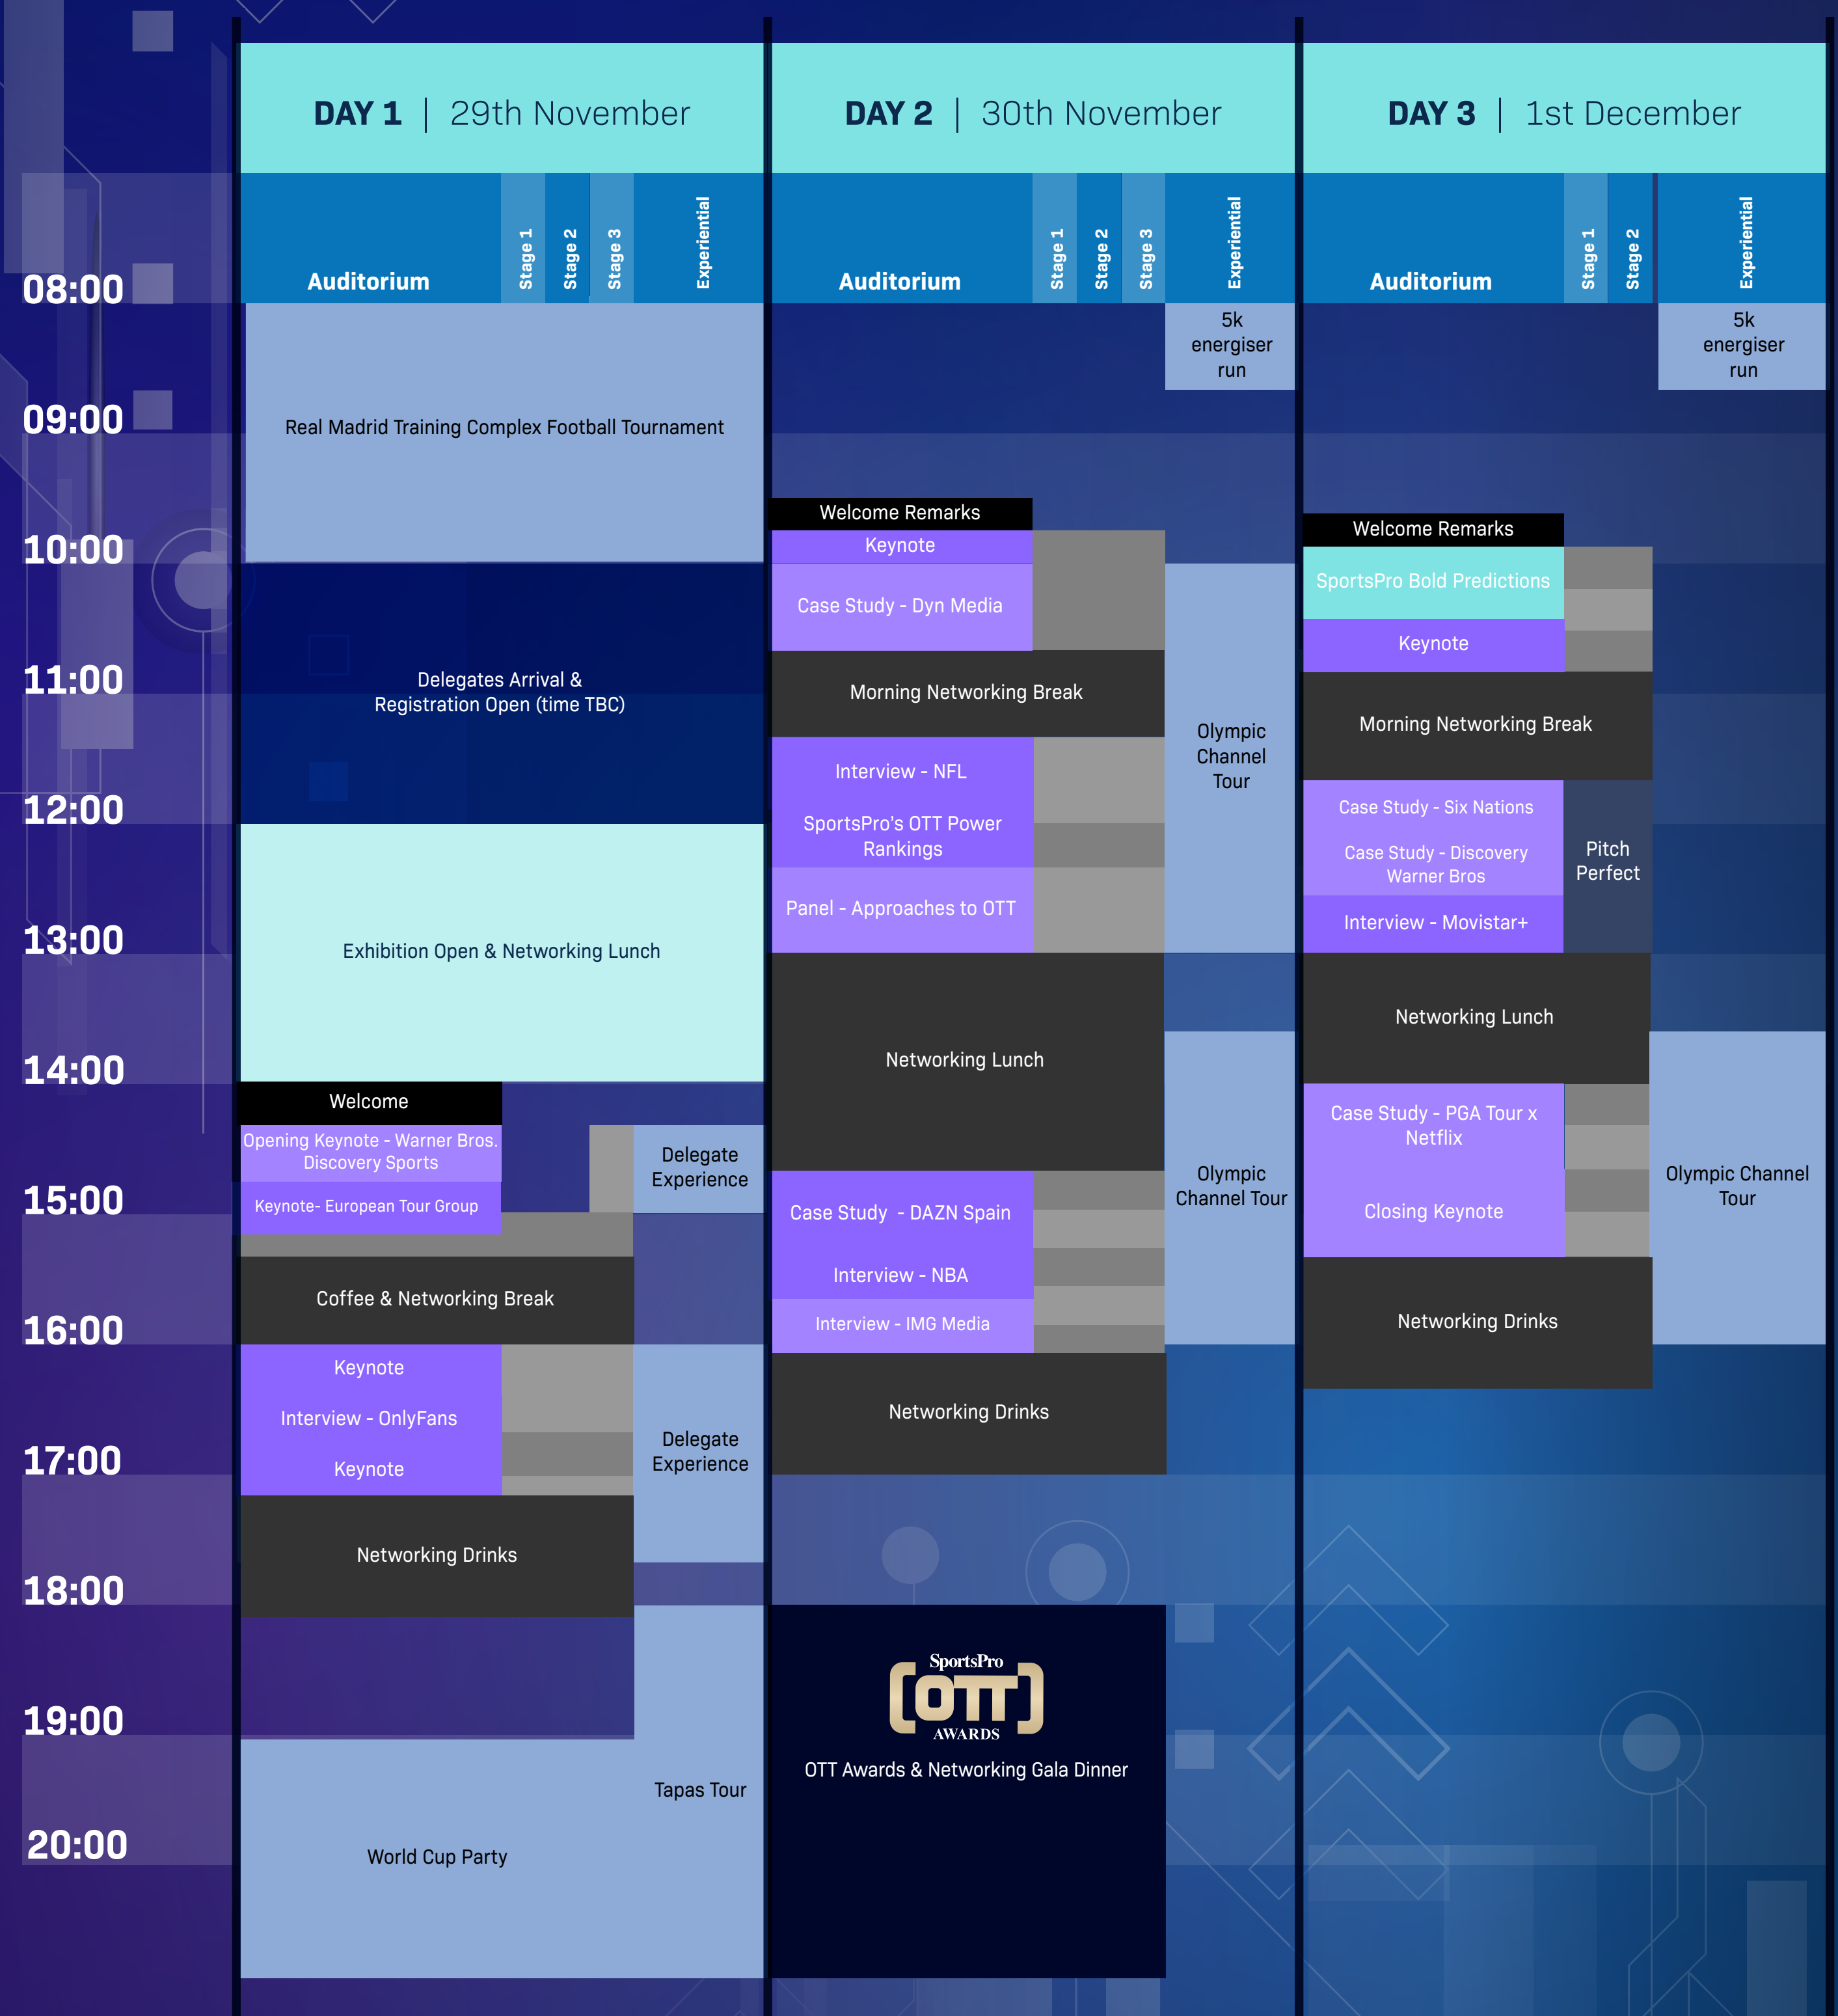 DAY 1 | 29th November
DAY 2 | 30th November
DAY 3 | 1st December
Auditorium
Stage 1
Stage 2
Stage 3
Experiential
Auditorium
Stage 1
Stage 2
Stage 3
Experiential
Auditorium
Stage 1
Stage 2
Experiential
08:00
09:00
10:00
11:00
12:00
13:00
14:00
15:00
16:00
17:00
18:00
19:00
20:00
Real Madrid Training Complex Football Tournament
Delegates Arrival &
Registration Open (time TBC)
Exhibition Open & Networking Lunch
Welcome
Opening Keynote - Warner Bros.
Discovery Sports
Keynote- European Tour Group
Delegate
Experience
Coffee & Networking Break
Keynote
Interview - OnlyFans
Keynote
Delegate
Experience
Networking Drinks
Tapas Tour
World Cup Party
5k
energiser
run
Welcome Remarks
Keynote
Case Study - Dyn Media
Morning Networking Break
Olympic
Channel
Tour
Interview - NFL
SportsPro's OTT Power
Rankings
Panel - Approaches to OTT
Networking Lunch
Case Study - DAZN Spain
Interview - NBA
Interview - IMG Media
Olympic
Channel Tour
Networking Drinks
SportsPro
OTT
AWARDS
OTT Awards & Networking Gala Dinner
5k
energiser
run
Welcome Remarks
SportsPro Bold Predictions
Keynote
Morning Networking Break
Case Study - Six Nations
Case Study - Discovery
Warner Bros
Interview - Movistar+
Pitch
Perfect
Networking Lunch
Case Study - PGA Tour x
Netflix
Closing Keynote
Olympic Channel
Tour
Networking Drinks